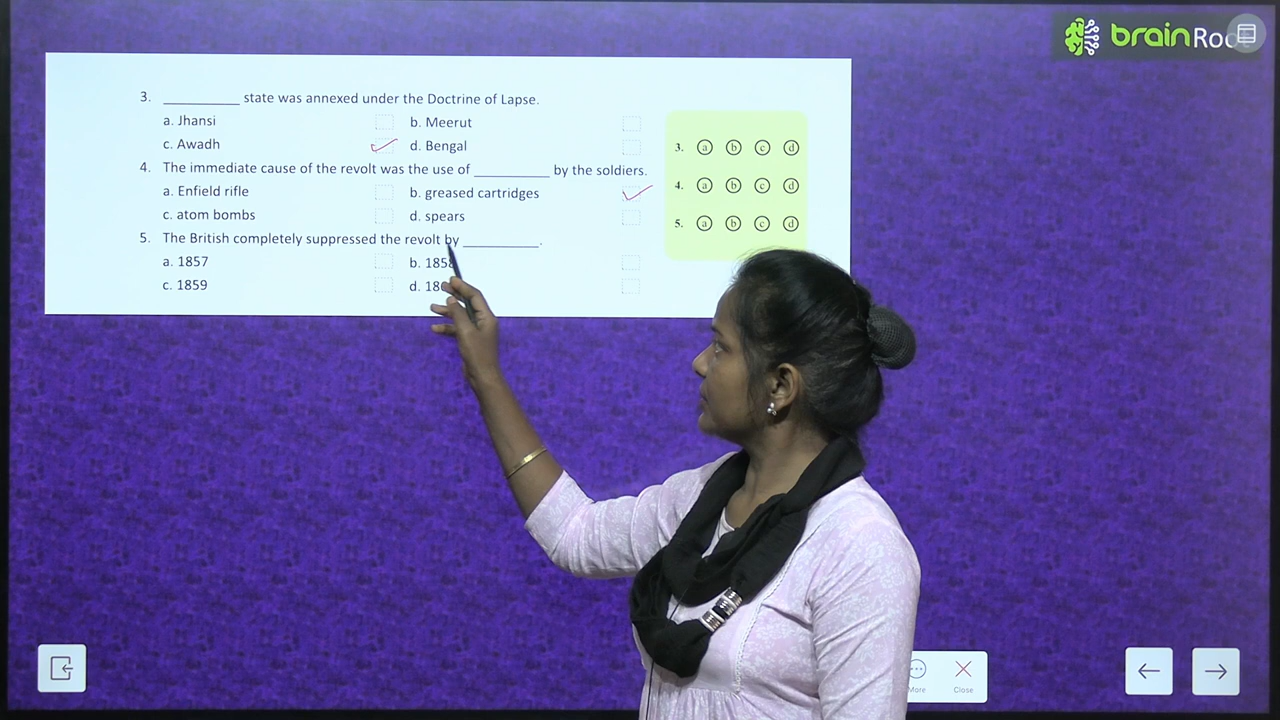 brainRoo
3. __________ state was annexed under the Doctrine of Lapse.
a. Jhansi b. Meerut
c. Awadh d. Bengal
4. The immediate cause of the revolt was the use of __________ by the soldiers.
a. Enfield rifle b. greased cartridges
c. atom bombs d. spears
5. The British completely suppressed the revolt by __________.
a. 1857 b. 1858
c. 1859 d.
3. a b c d
4. a b c d
5. a b c d
More Close